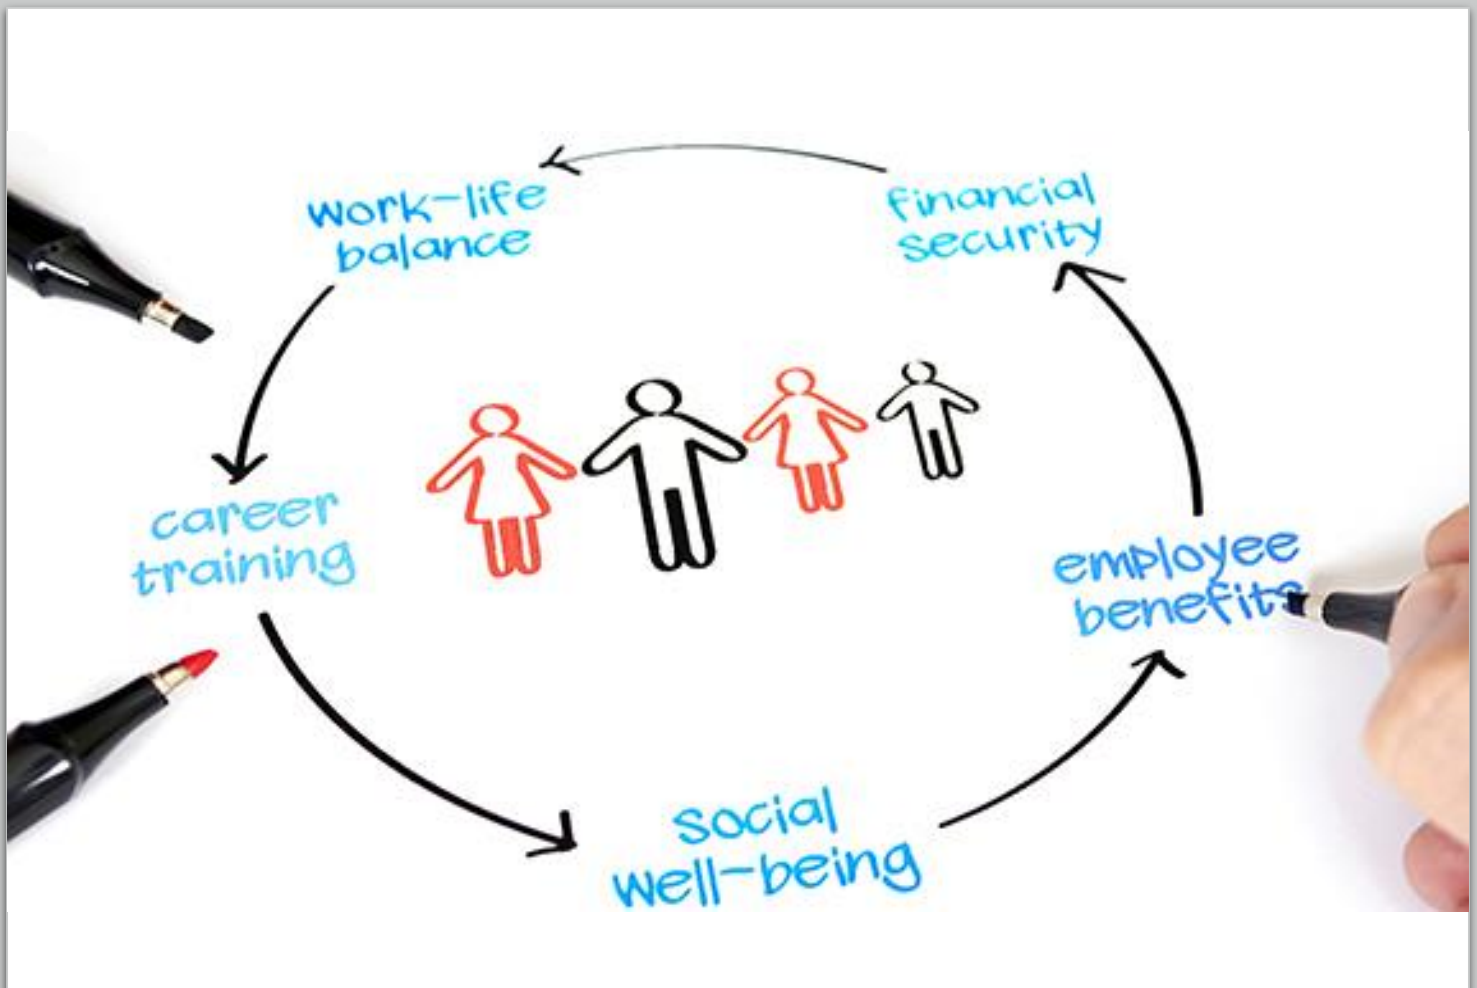 work-life
balance
financial
security
career
training
employee
benefits
social
well-being